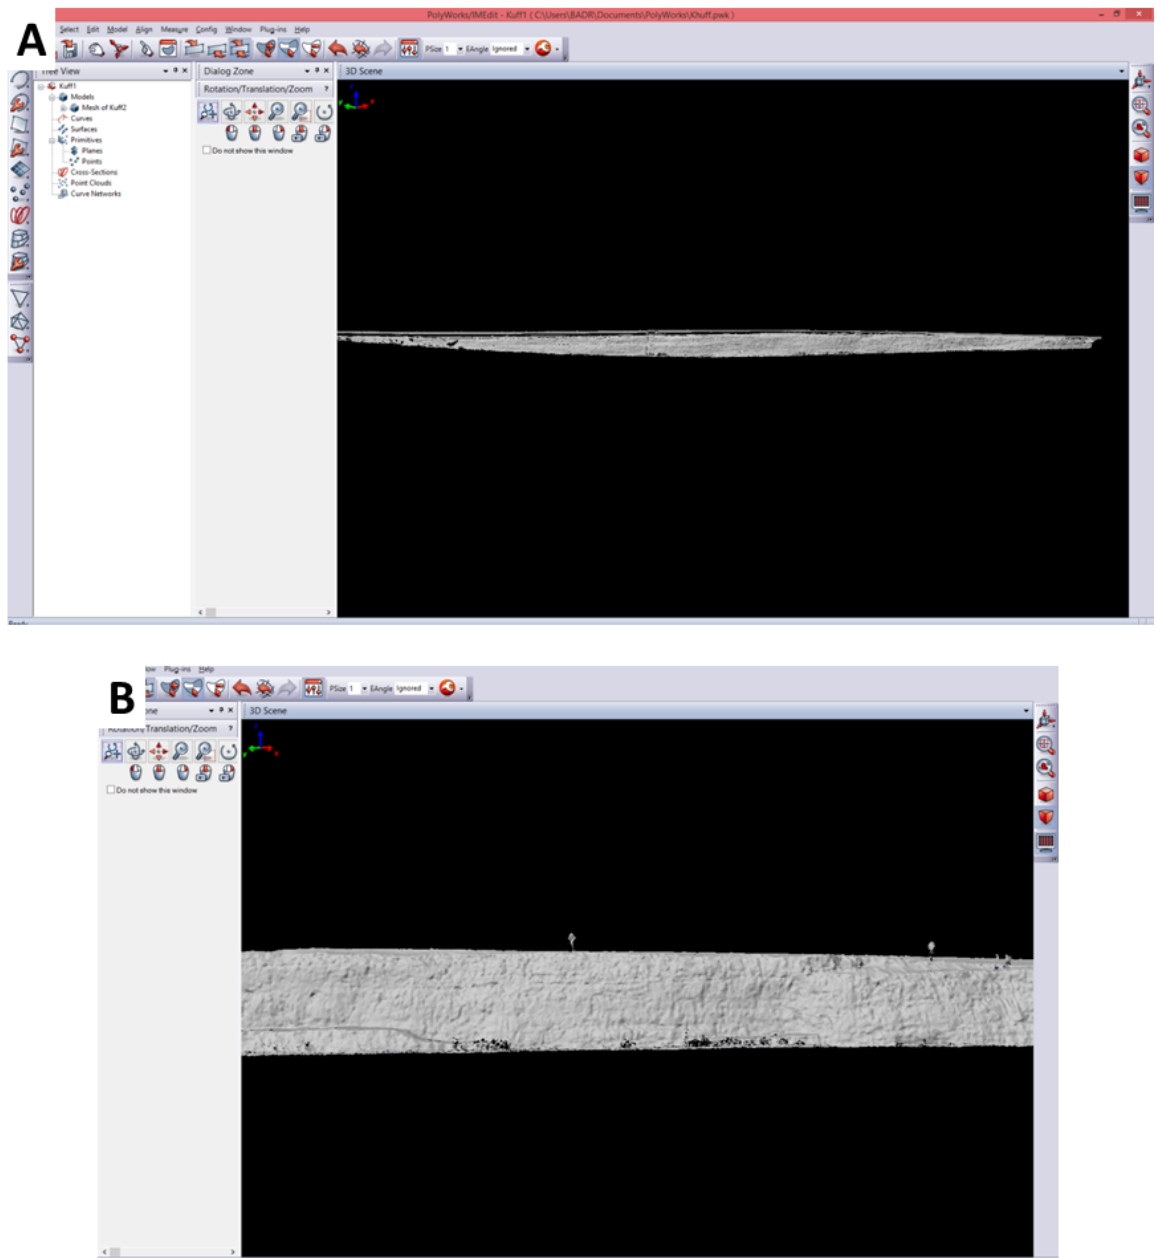 PolyWorks/IMEdit - Kuff1 ( C:\Users\BADR\Documents\PolyWorks\Khuff.pwk )
A
Select Edit Model Align Measure Config Window Plug-ins Help
PSize 1 EAngle Ignored
Tree View
Dialog Zone
3D Scene
Kuff1
Models
Mesh of Kuff2
Curves
Surfaces
Primitives
Planes
Points
Cross-Sections
Point Clouds
Curve Networks
Rotation/Translation/Zoom ?
Do not show this window
Ready
B
Plug-ins Help
PSize 1 EAngle Ignored
3D Scene
Rotation/Translation/Zoom ?
Do not show this window